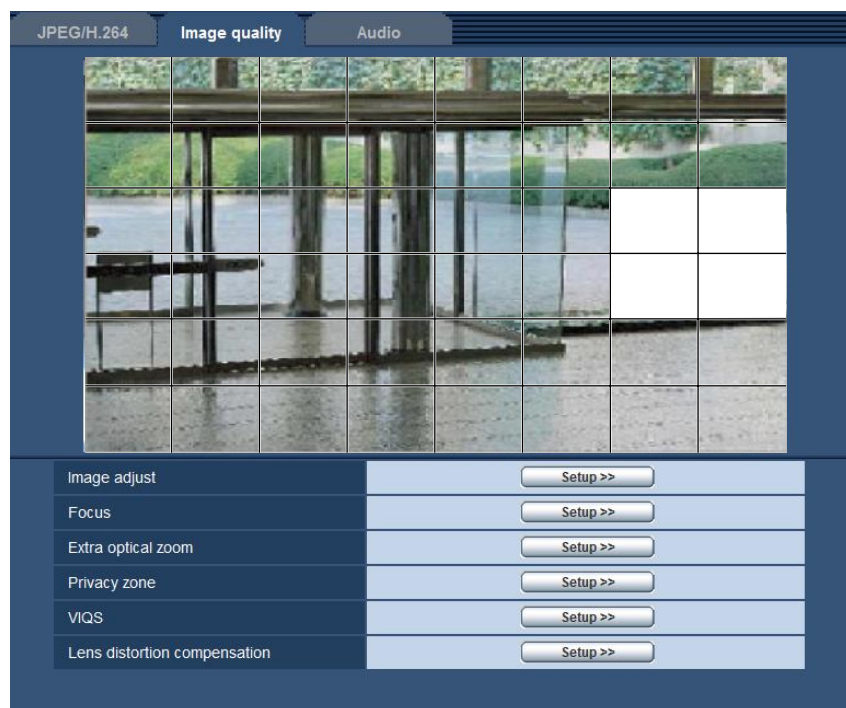 JPEG/H.264 Image quality Audio
Image adjust Setup >>
Focus Setup >>
Extra optical zoom Setup >>
Privacy zone Setup >>
VIQS Setup >>
Lens distortion compensation Setup >>